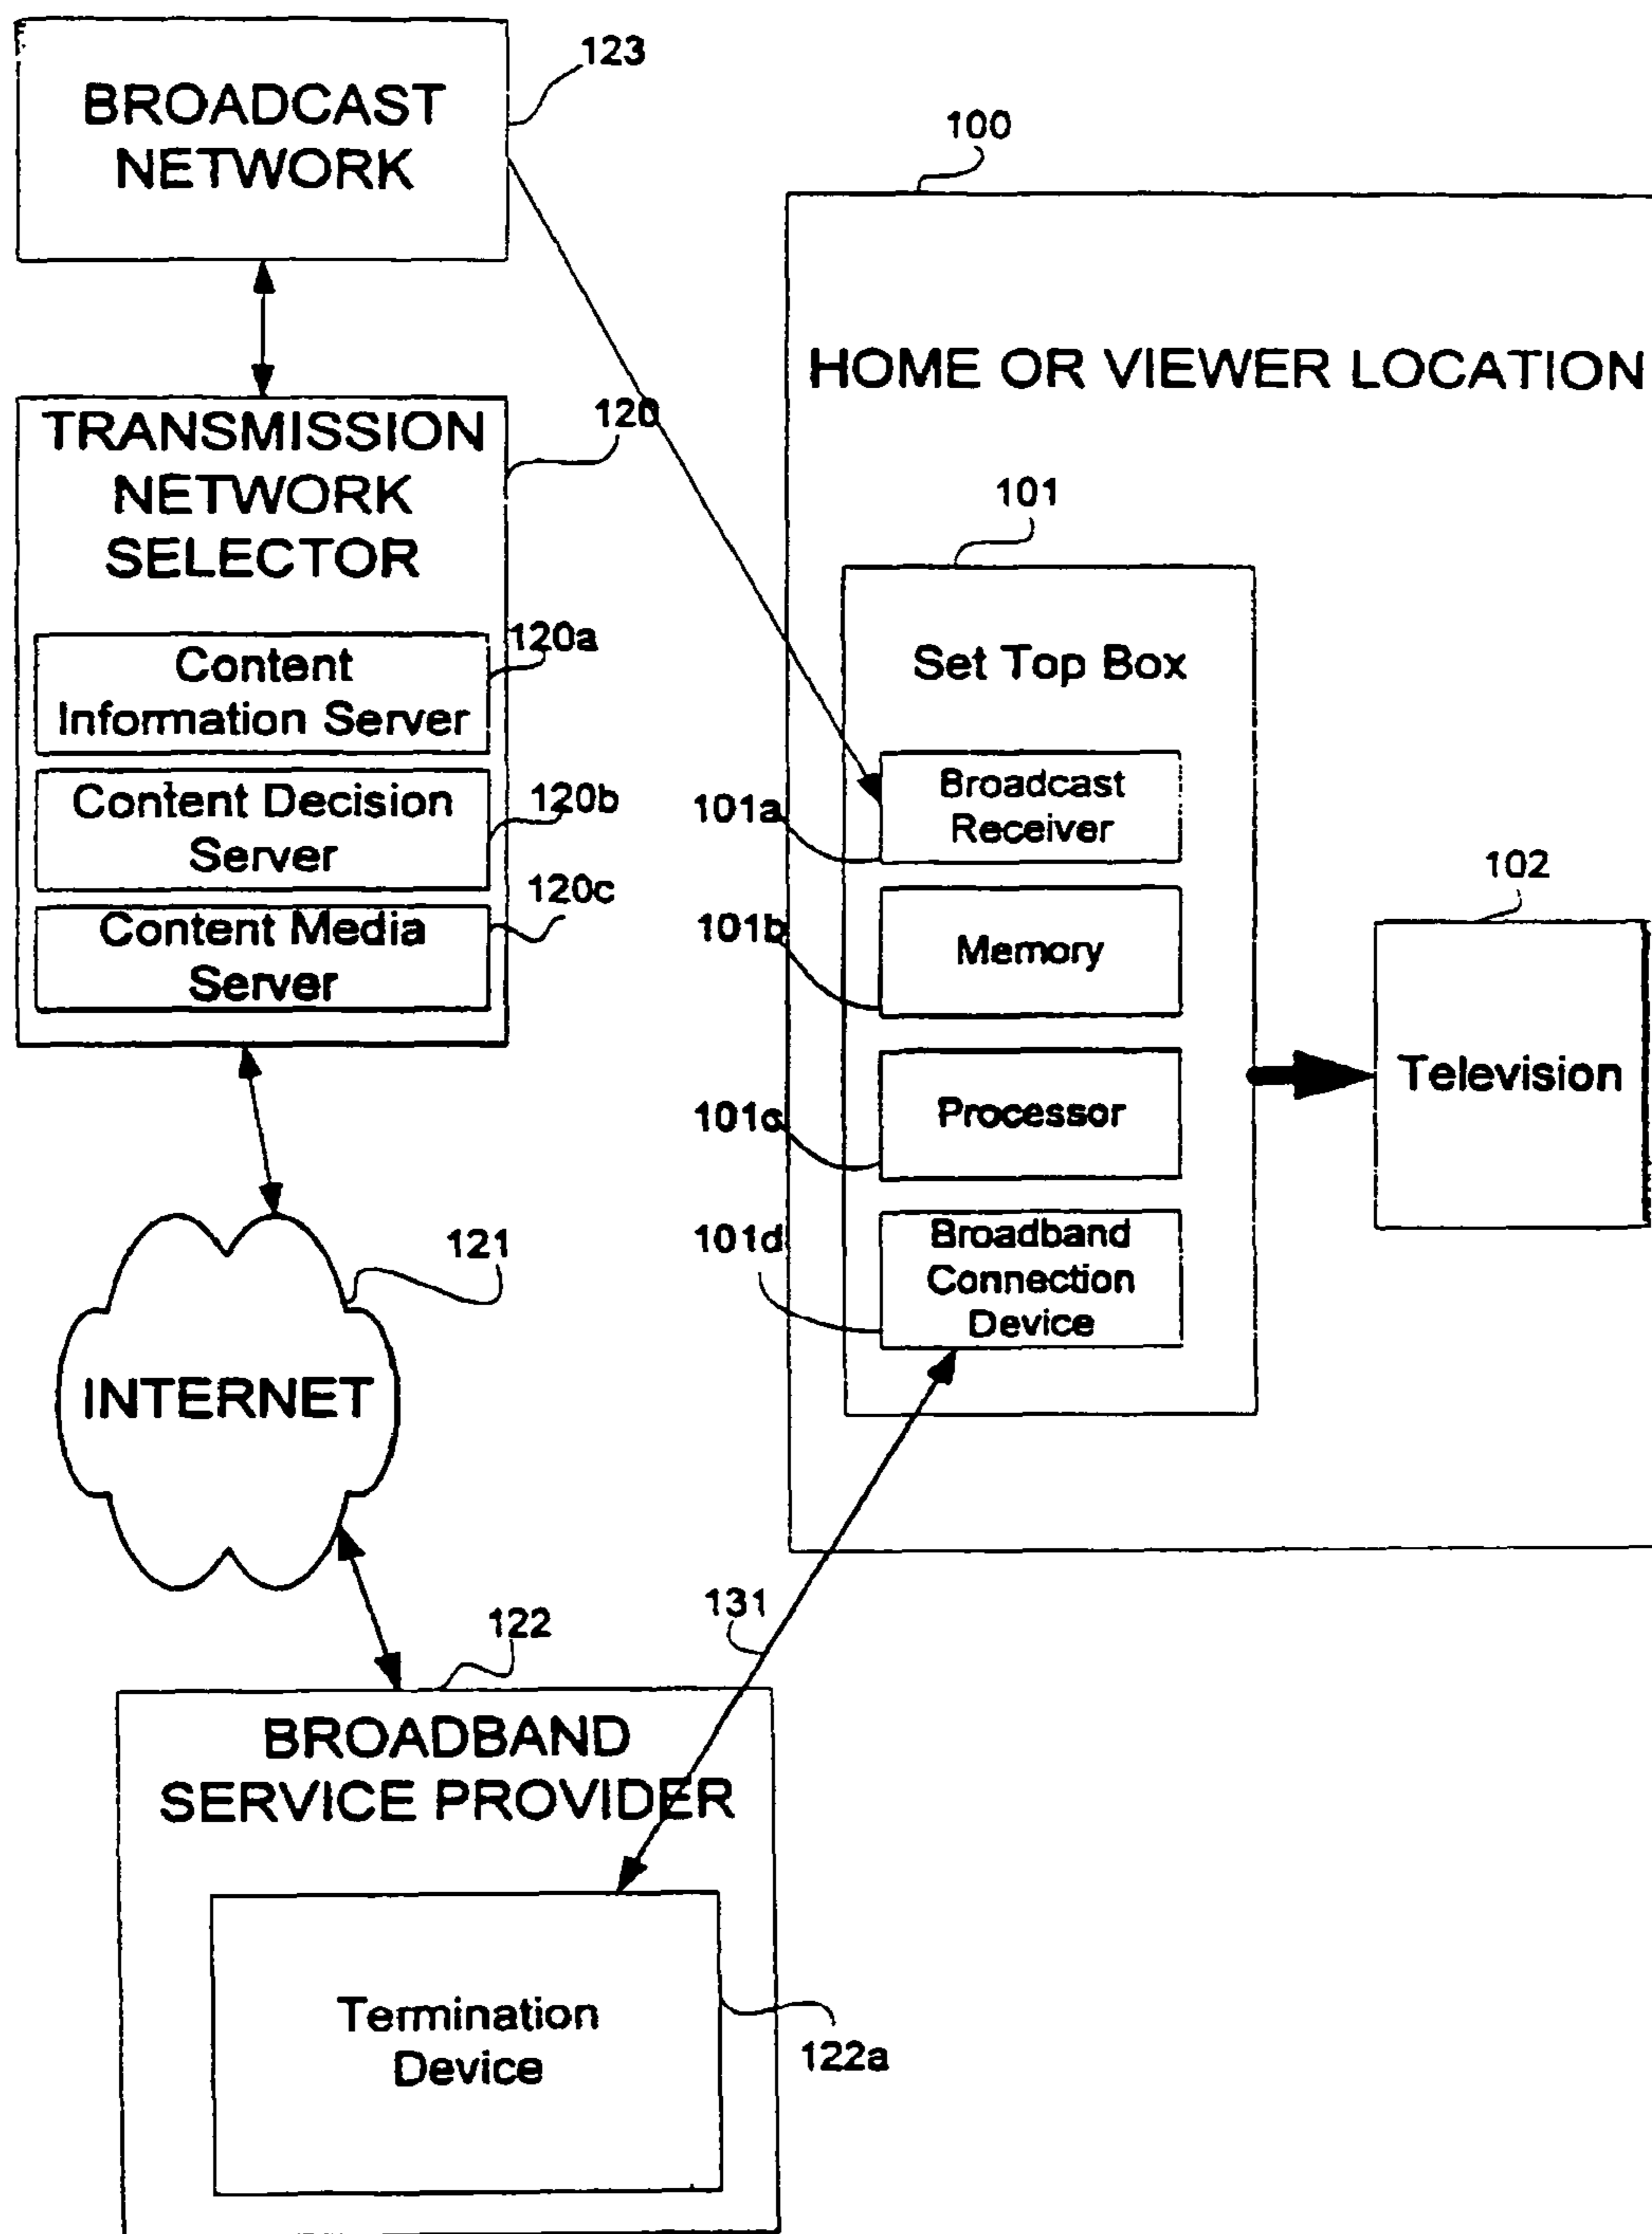 BROADCAST
NETWORK
123
100
HOME OR VIEWER LOCATION
TRANSMISSION
NETWORK
SELECTOR
120
120a
Content
Information Server
120b
Content Decision
Server
120c
Content Media
Server
101
Set Top Box
101a
Broadcast
Receiver
101b
Memory
101c
Processor
101d
Broadband
Connection
Device
102
Television
121
INTERNET
131
122
BROADBAND
SERVICE PROVIDER
Termination
Device
122a